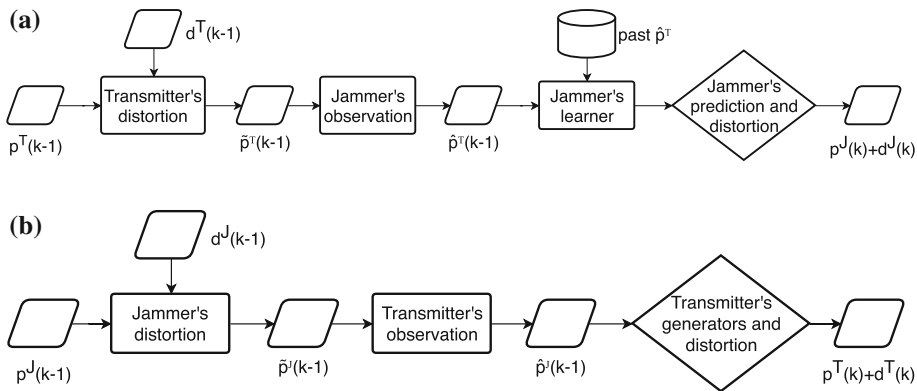 (a)
d^T(k-1)
past p̂^T
Transmitter's
distortion
Jammer's
observation
Jammer's
learner
Jammer's
prediction and
distortion
p^T(k-1)
p̃^T(k-1)
p̂^T(k-1)
p^J(k)+d^J(k)
(b)
d^J(k-1)
Jammer's
distortion
Transmitter's
observation
Transmitter's
generators and
distortion
p^J(k-1)
p̃^J(k-1)
p̂^J(k-1)
p^T(k)+d^T(k)